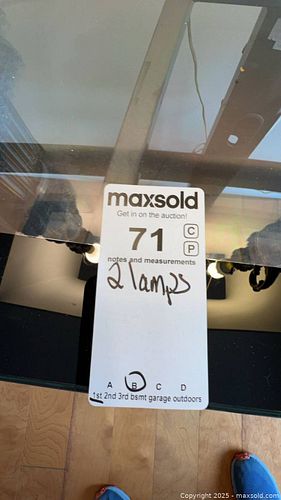 maxsold
Get in on the auction!
71 C
P
notes and measurements
2 lamps
A B C D
1st 2nd 3rd bsmt garage outdoors
Copyright 2025 - maxsold.com